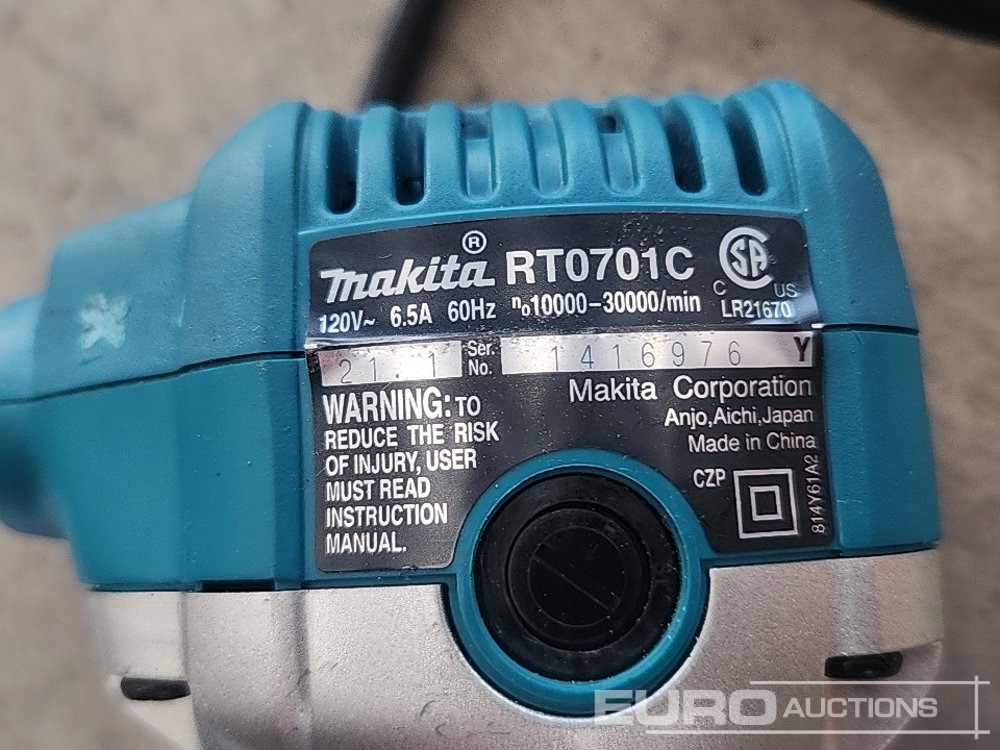 makita® RT0701C
120V~ 6.5A 60Hz no10000–30000/min
C US
LR21670
21.1 Ser. No. 1416976 Y
WARNING: TO
REDUCE THE RISK
OF INJURY, USER
MUST READ
INSTRUCTION
MANUAL.
Makita Corporation
Anjo,Aichi,Japan
Made in China
CZP
814Y61A2
EURO AUCTIONS